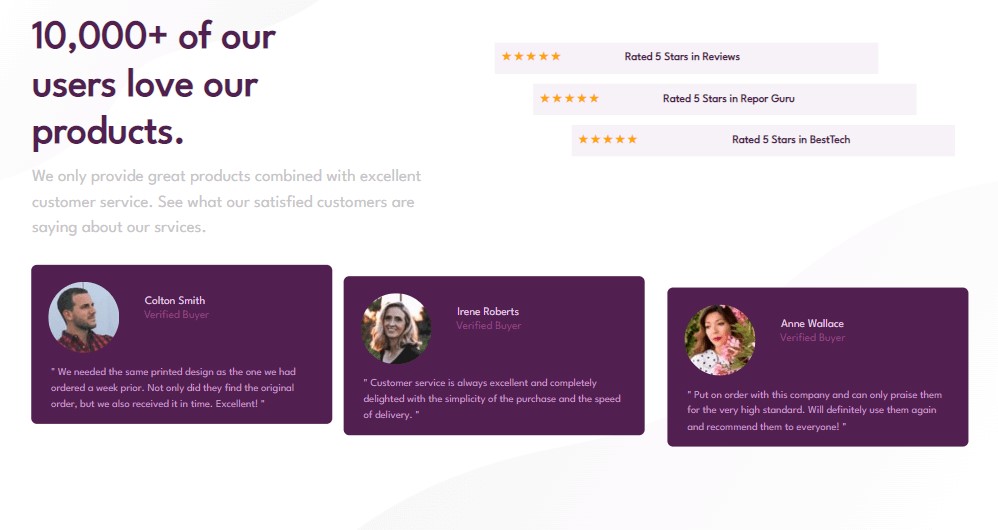 10,000+ of our
users love our
products.
We only provide great products combined with excellent
customer service. See what our satisfied customers are
saying about our srvices.
★★★★★ Rated 5 Stars in Reviews
★★★★★ Rated 5 Stars in Repor Guru
★★★★★ Rated 5 Stars in BestTech
Colton Smith
Verified Buyer
" We needed the same printed design as the one we had
ordered a week prior. Not only did they find the original
order, but we also received it in time. Excellent! "
Irene Roberts
Verified Buyer
" Customer service is always excellent and completely
delighted with the simplicity of the purchase and the speed
of delivery. "
Anne Wallace
Verified Buyer
" Put on order with this company and can only praise them
for the very high standard. Will definitely use them again
and recommend them to everyone! "